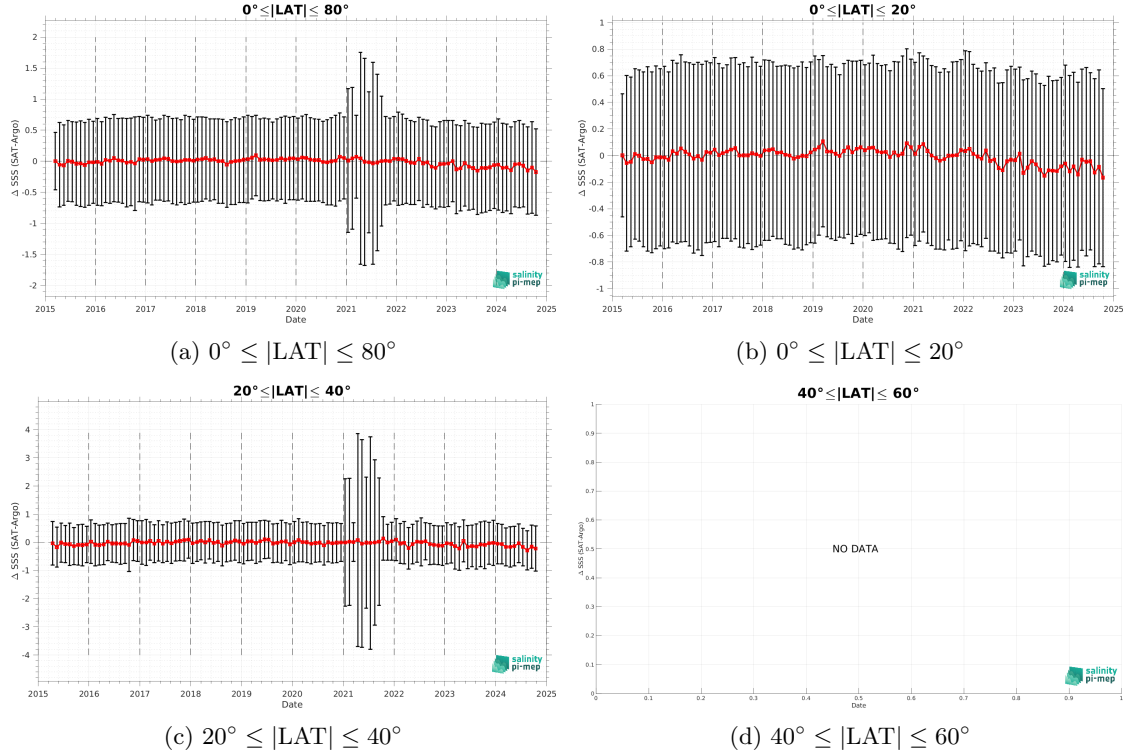 0°≤|LAT|≤ 80°
Δ SSS (SAT-Argo)
2
1.5
1
0.5
0
-0.5
-1
-1.5
-2
2015 2016 2017 2018 2019 2020 2021 2022 2023 2024 2025
Date
salinity
pi-mep
(a) 0° ≤ |LAT| ≤ 80°
0°≤|LAT|≤ 20°
Δ SSS (SAT-Argo)
1
0.8
0.6
0.4
0.2
0
-0.2
-0.4
-0.6
-0.8
-1
2015 2016 2017 2018 2019 2020 2021 2022 2023 2024 2025
Date
salinity
pi-mep
(b) 0° ≤ |LAT| ≤ 20°
20°≤|LAT|≤ 40°
Δ SSS (SAT-Argo)
4
3
2
1
0
-1
-2
-3
-4
2015 2016 2017 2018 2019 2020 2021 2022 2023 2024 2025
Date
salinity
pi-mep
(c) 20° ≤ |LAT| ≤ 40°
40°≤|LAT|≤ 60°
Δ SSS (SAT-Argo)
1
0.9
0.8
0.7
0.6
0.5
0.4
0.3
0.2
0.1
0
NO DATA
0 0.1 0.2 0.3 0.4 0.5 0.6 0.7 0.8 0.9 1
Date
salinity
pi-mep
(d) 40° ≤ |LAT| ≤ 60°